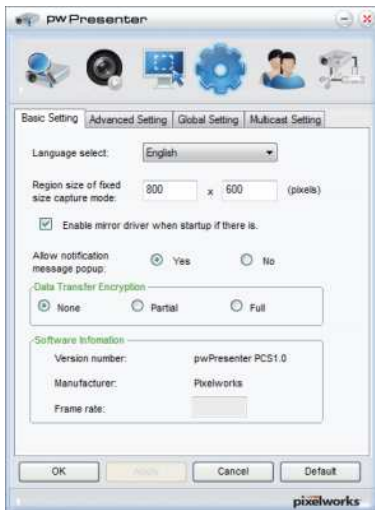 pwPresenter
Basic Setting Advanced Setting Global Setting Multicast Setting
Language select: English
Region size of fixed size capture mode: 800 x 600 (pixels)
Enable mirror driver when startup if there is.
Allow notification message popup: Yes No
Data Transfer Encryption
None Partial Full
Software Infomation
Version number: pwPresenter PCS1.0
Manufacturer: Pixelworks
Frame rate:
OK Apply Cancel Default
pixelworks